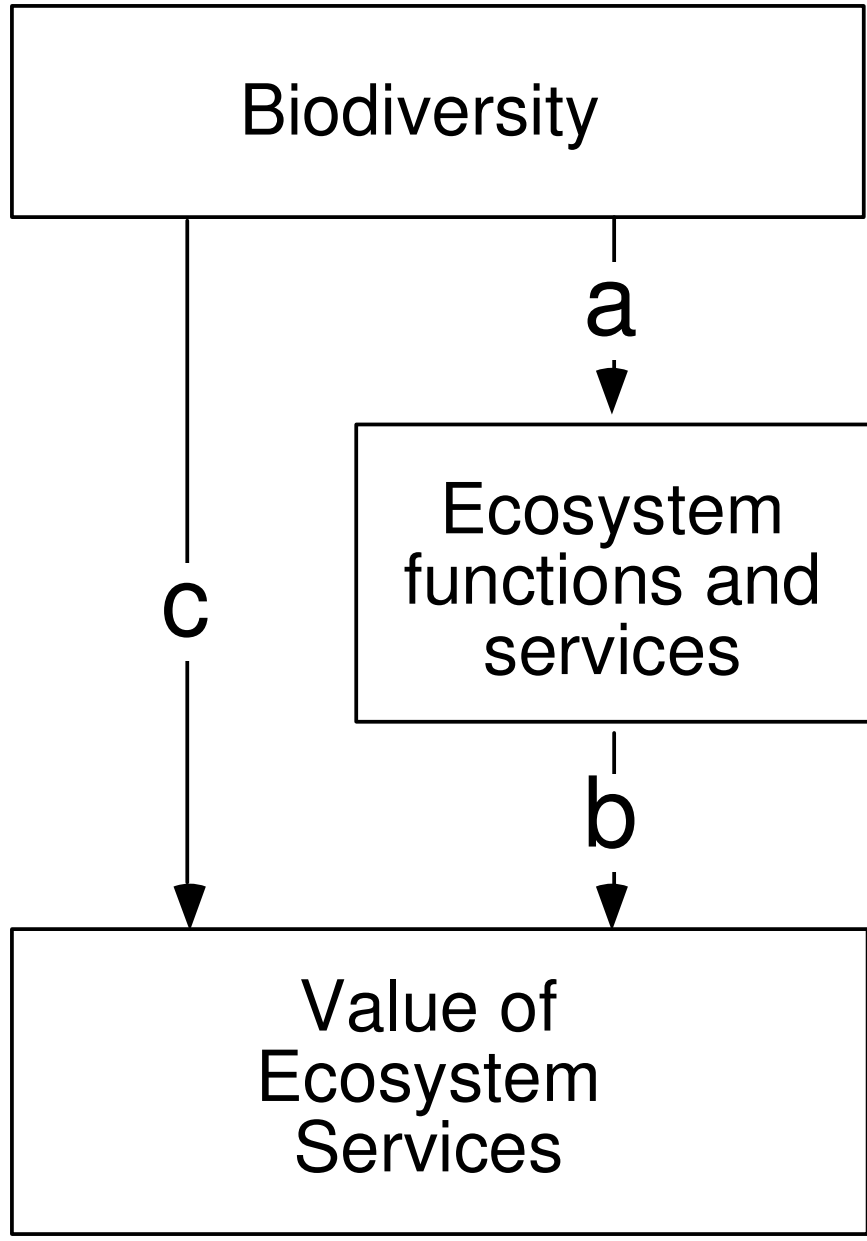 Biodiversity
a
Ecosystem
functions and
services
c
b
Value of
Ecosystem
Services